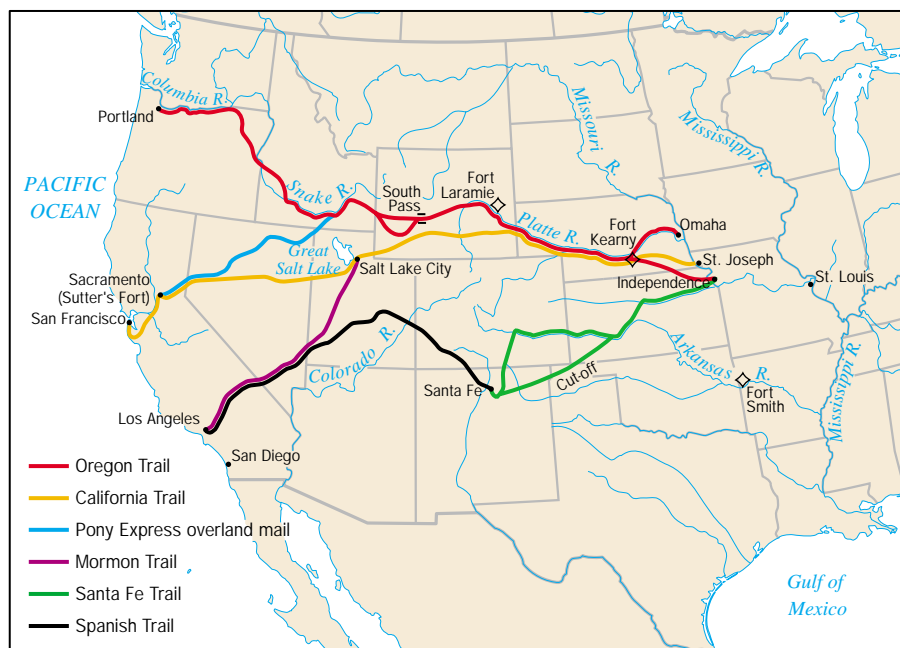 Columbia R.
Portland
PACIFIC
OCEAN
Snake R.
South
Pass
Fort
Laramie
Missouri
R.
Mississippi
R.
Platte R.
Fort
Kearny
Omaha
Great
Salt Lake
Salt Lake City
St. Joseph
Independence
St. Louis
Sacramento
(Sutter's Fort)
San Francisco
Colorado
R.
Arkansas
R.
Mississippi R.
Santa Fe
Cut-off
Fort
Smith
Los Angeles
San Diego
Oregon Trail
California Trail
Pony Express overland mail
Mormon Trail
Santa Fe Trail
Spanish Trail
Gulf of
Mexico